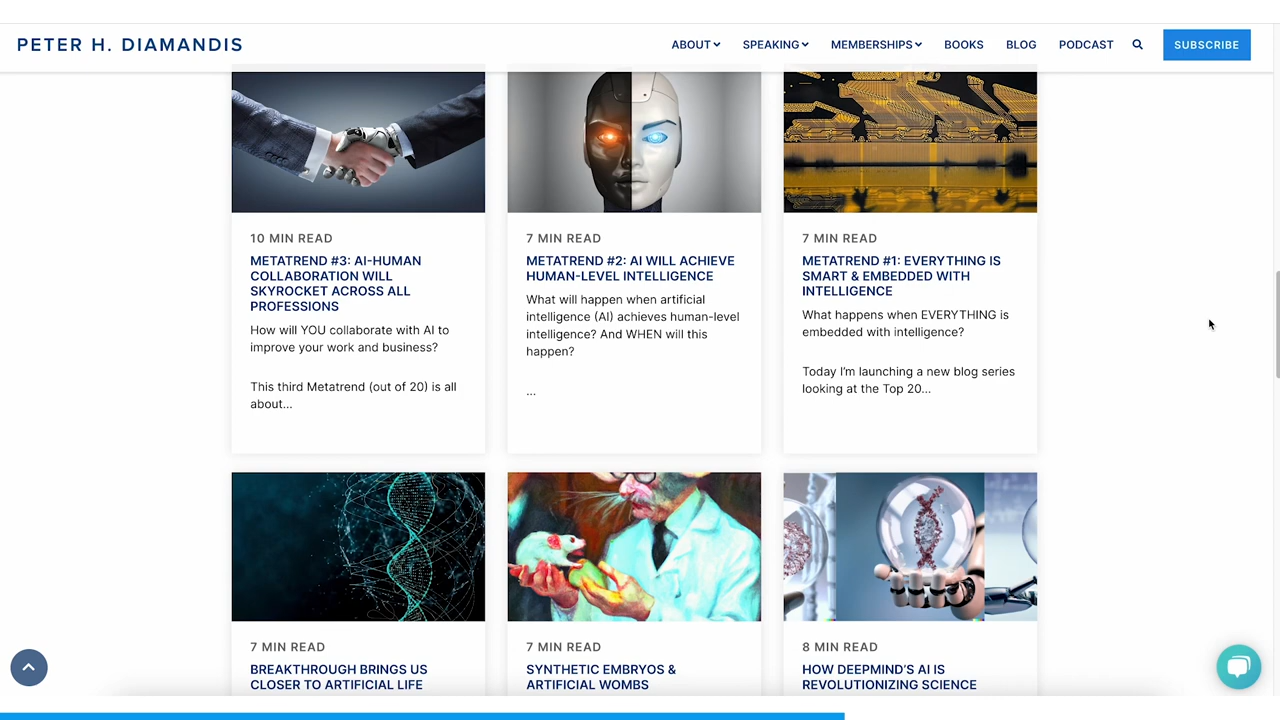 PETER H. DIAMANDIS
ABOUT SPEAKING MEMBERSHIPS BOOKS BLOG PODCAST SUBSCRIBE
10 MIN READ
METATREND #3: AI-HUMAN
COLLABORATION WILL
SKYROCKET ACROSS ALL
PROFESSIONS
How will YOU collaborate with AI to
improve your work and business?
This third Metatrend (out of 20) is all
about...
7 MIN READ
METATREND #2: AI WILL ACHIEVE
HUMAN-LEVEL INTELLIGENCE
What will happen when artificial
intelligence (AI) achieves human-level
intelligence? And WHEN will this
happen?
...
7 MIN READ
METATREND #1: EVERYTHING IS
SMART & EMBEDDED WITH
INTELLIGENCE
What happens when EVERYTHING is
embedded with intelligence?
Today I'm launching a new blog series
looking at the Top 20...
7 MIN READ
BREAKTHROUGH BRINGS US
CLOSER TO ARTIFICIAL LIFE
7 MIN READ
SYNTHETIC EMBRYOS &
ARTIFICIAL WOMBS
8 MIN READ
HOW DEEPMIND'S AI IS
REVOLUTIONIZING SCIENCE